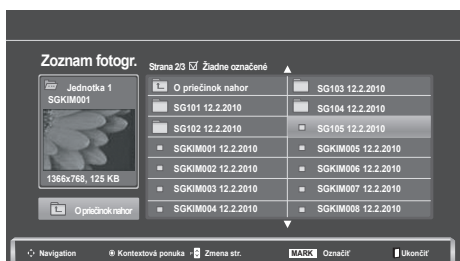 Zoznam fotogr.
Strana 2/3 Žiadne označené
Jednotka 1
SGKIM001
1366x768, 125 KB
O priečinok nahor
O priečinok nahor
SG101 12.2.2010
SG102 12.2.2010
SGKIM001 12.2.2010
SGKIM002 12.2.2010
SGKIM003 12.2.2010
SGKIM004 12.2.2010
SG103 12.2.2010
SG104 12.2.2010
SG105 12.2.2010
SGKIM005 12.2.2010
SGKIM006 12.2.2010
SGKIM007 12.2.2010
SGKIM008 12.2.2010
Navigation Kontextová ponuka Zmena str. MARK Označiť Ukončiť